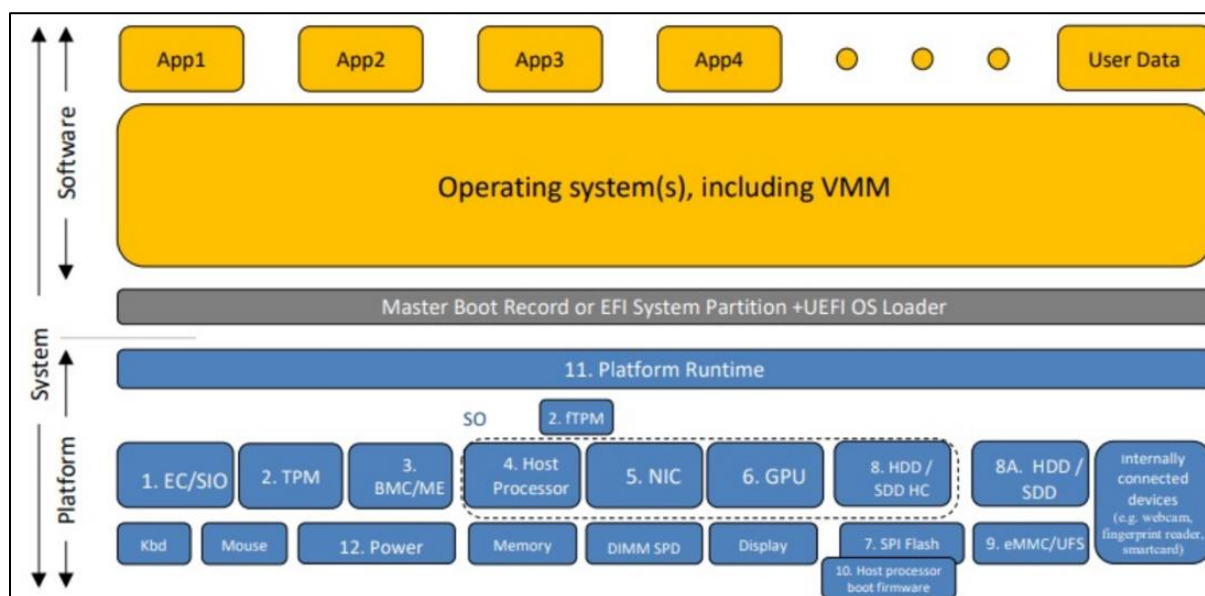 App1
App2
App3
App4
User Data
Software
Operating system(s), including VMM
Master Boot Record or EFI System Partition +UEFI OS Loader
System
11. Platform Runtime
Platform
SO
2. fTPM
1. EC/SIO
2. TPM
3.
BMC/ME
4. Host
Processor
5. NIC
6. GPU
8. HDD /
SDD HC
8A. HDD /
SDD
Internally
connected
devices
(e.g. webcam,
fingerprint reader,
smartcard)
Kbd
Mouse
12. Power
Memory
DIMM SPD
Display
7. SPI Flash
9. eMMC/UFS
10. Host processor
boot firmware